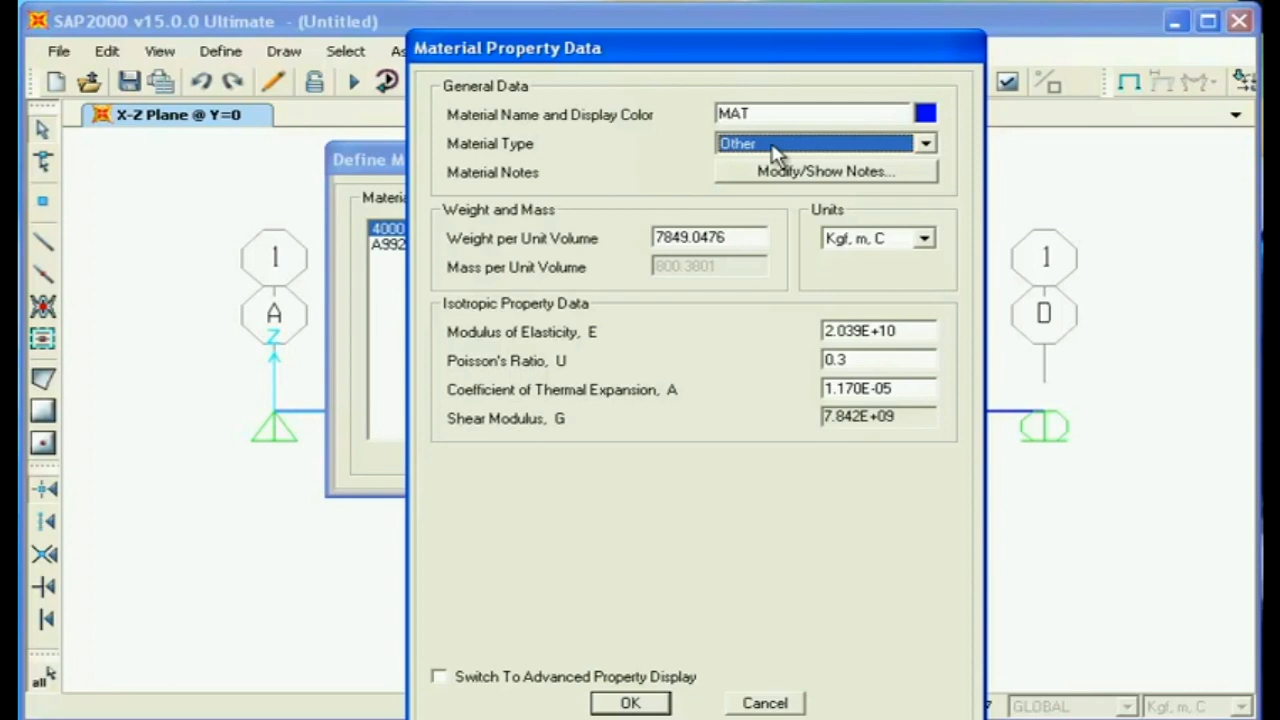 SAP2000 v15.0.0 Ultimate - (Untitled)
File Edit View Define Draw Select
Material Property Data
X-Z Plane @ Y=0
General Data
Material Name and Display Color MAT
Material Type Other
Material Notes Modify/Show Notes...
Weight and Mass
Weight per Unit Volume 7849.0476
Mass per Unit Volume 800.3801
Units
Kgf, m, C
Isotropic Property Data
Modulus of Elasticity, E 2.039E+10
Poisson's Ratio, U 0.3
Coefficient of Thermal Expansion, A 1.170E-05
Shear Modulus, G 7.842E+09
Switch To Advanced Property Display
OK Cancel
Define M
Materia
4000
A992
1
A
Z
1
D
all
GLOBAL Kgf, m, C